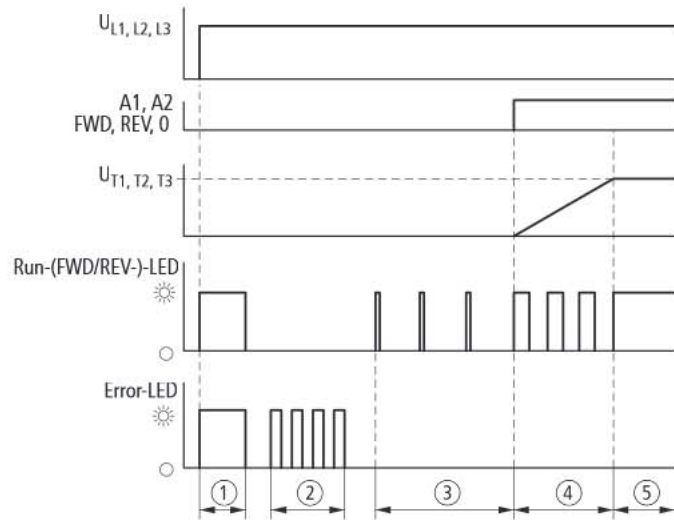 U L1, L2, L3
A1, A2
FWD, REV, 0
U T1, T2, T3
Run-(FWD/REV-)-LED
Error-LED
① ② ③ ④ ⑤